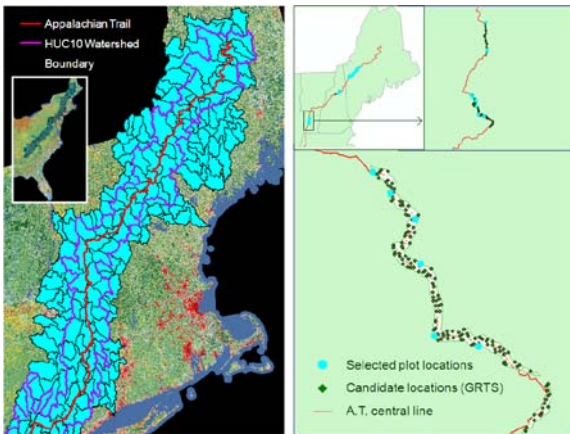 Appalachian Trail
HUC10 Watershed
Boundary
Selected plot locations
Candidate locations (GRTS)
A.T. central line